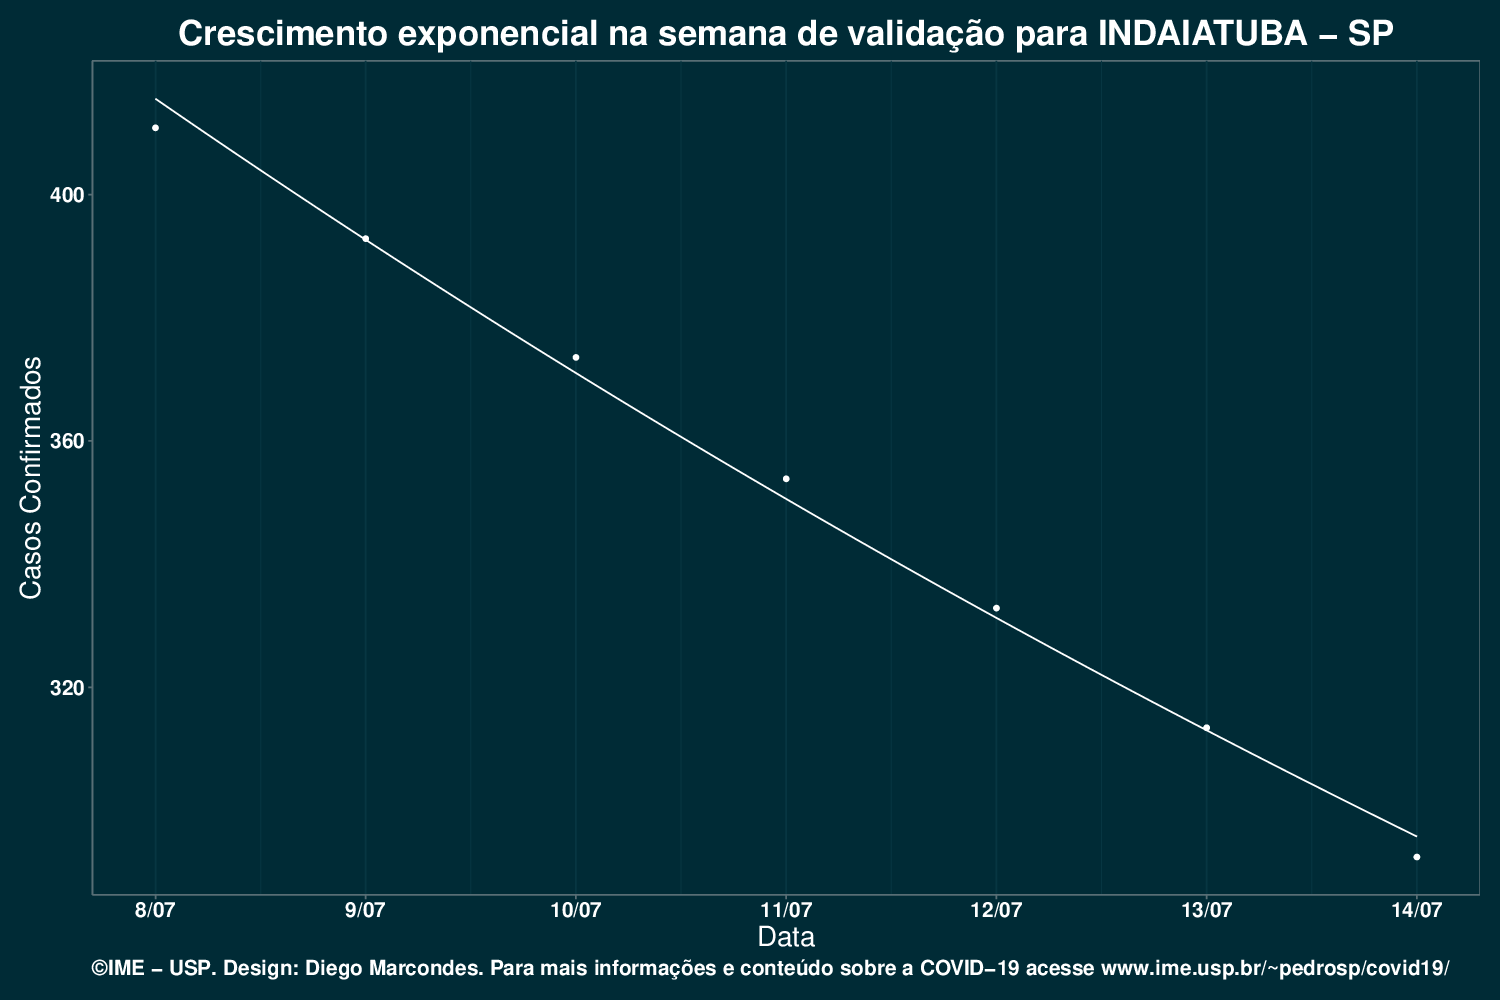 Crescimento exponencial na semana de validação para INDAIATUBA – SP
Casos Confirmados
400
360
320
8/07 9/07 10/07 11/07 12/07 13/07 14/07
Data
©IME – USP. Design: Diego Marcondes. Para mais informações e conteúdo sobre a COVID–19 acesse www.ime.usp.br/~pedrosp/covid19/